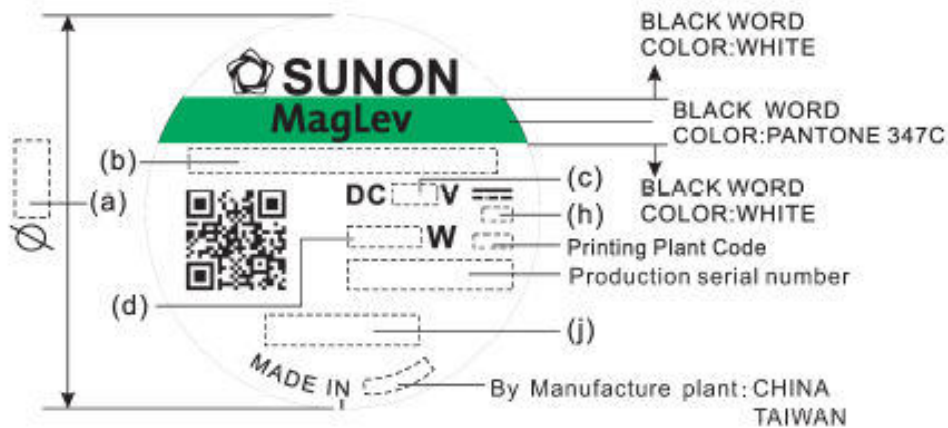 BLACK WORD
COLOR:WHITE
SUNON
MagLev
BLACK WORD
COLOR:PANTONE 347C
(b)
(c)
DC V
BLACK WORD
COLOR:WHITE
(a)
(h)
Ø
W
Printing Plant Code
Production serial number
(d)
(j)
MADE IN
By Manufacture plant: CHINA
TAIWAN